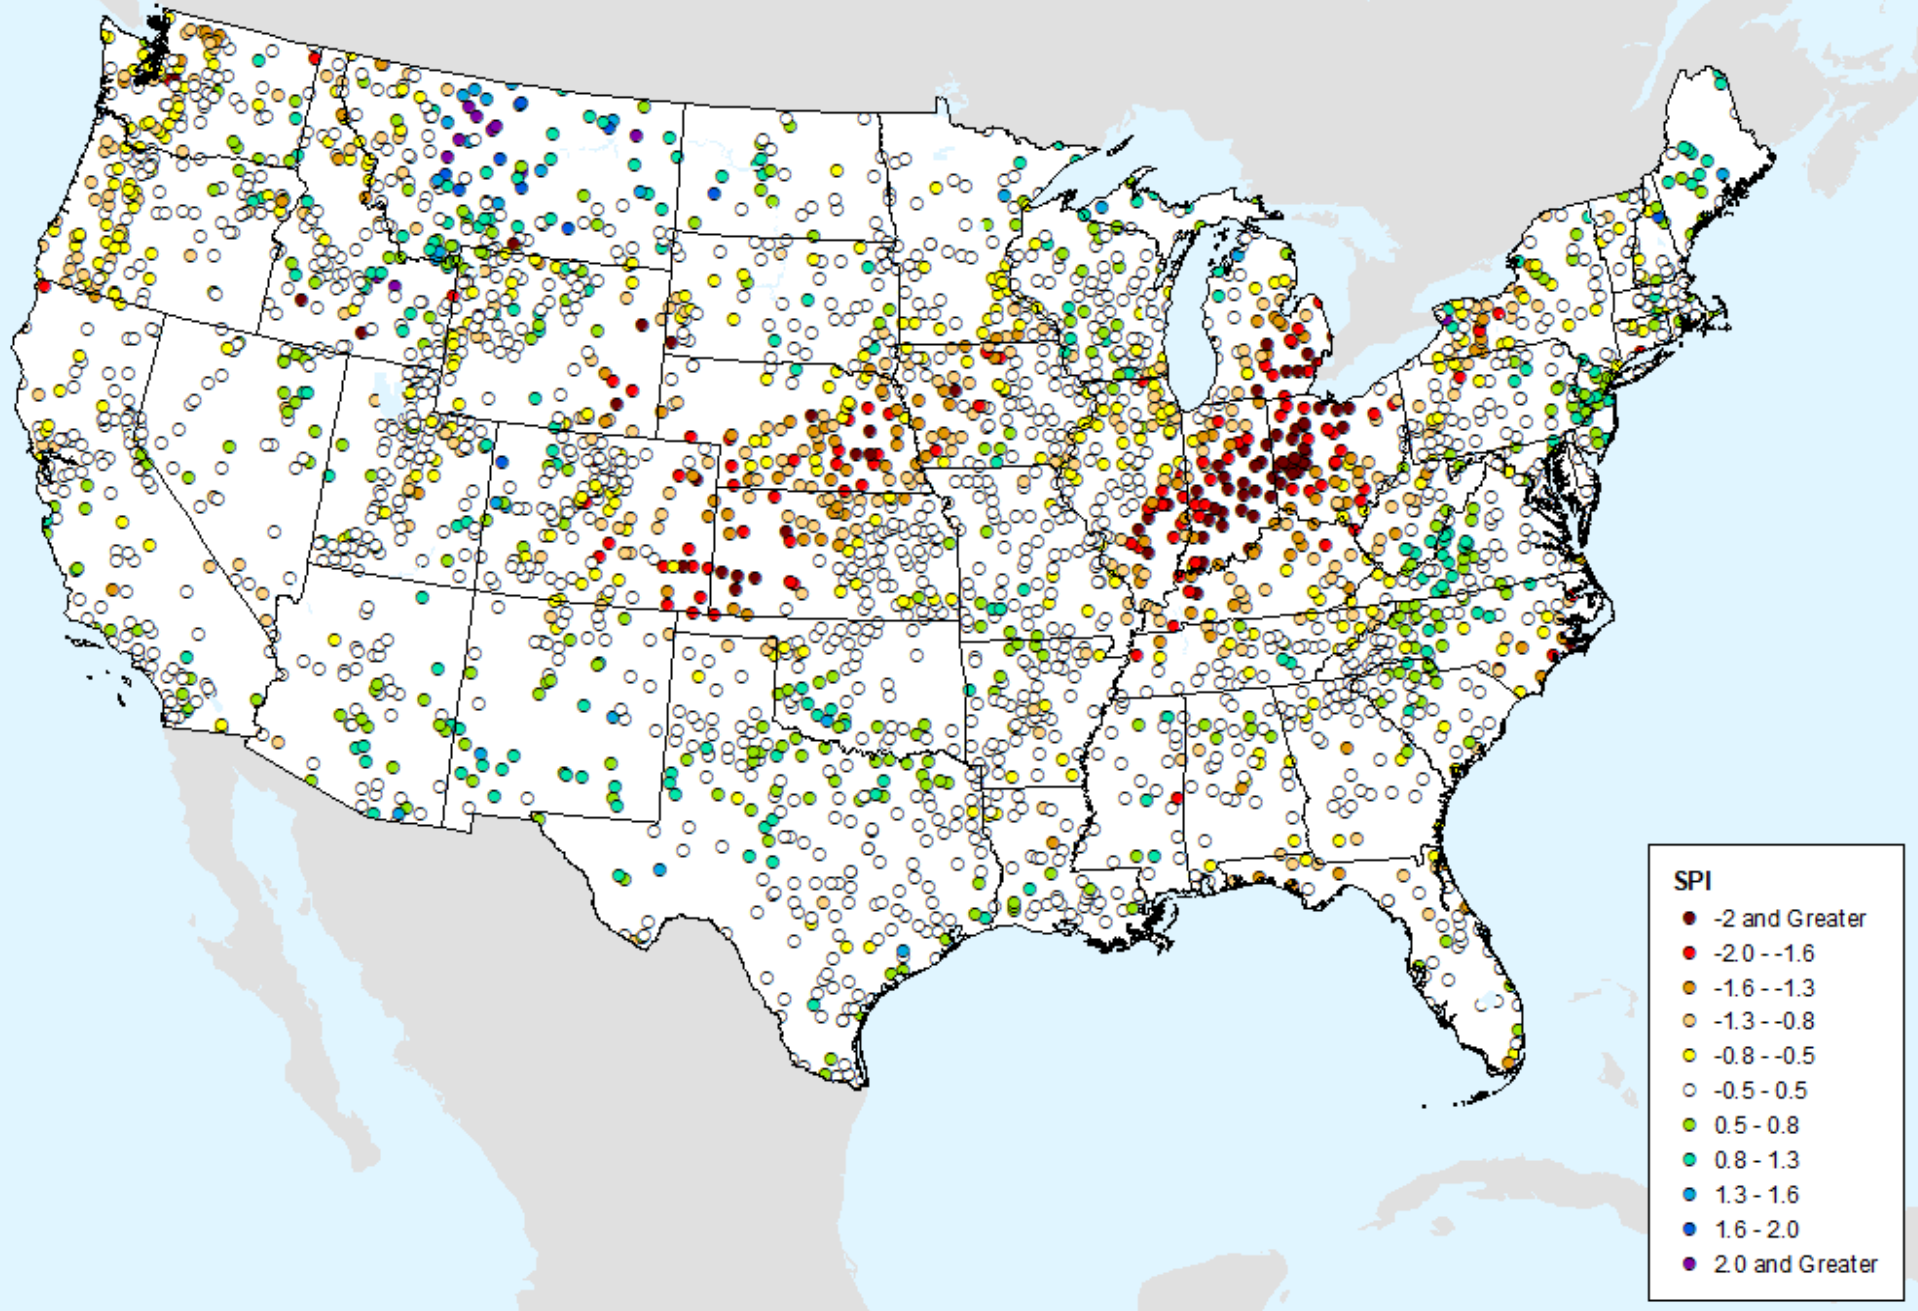 SPI
-2 and Greater
-2.0 - -1.6
-1.6 - -1.3
-1.3 - -0.8
-0.8 - -0.5
-0.5 - 0.5
0.5 - 0.8
0.8 - 1.3
1.3 - 1.6
1.6 - 2.0
2.0 and Greater